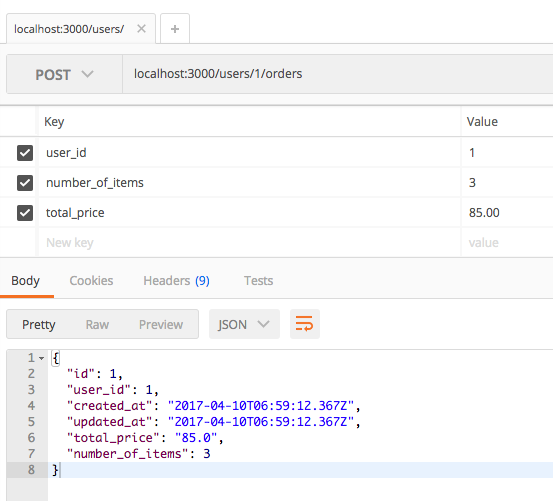 localhost:3000/users/ × +
POST localhost:3000/users/1/orders
Key Value
user_id 1
number_of_items 3
total_price 85.00
New key value
Body Cookies Headers (9) Tests
Pretty Raw Preview JSON
1 {
2 "id": 1,
3 "user_id": 1,
4 "created_at": "2017-04-10T06:59:12.367Z",
5 "updated_at": "2017-04-10T06:59:12.367Z",
6 "total_price": "85.0",
7 "number_of_items": 3
8 }